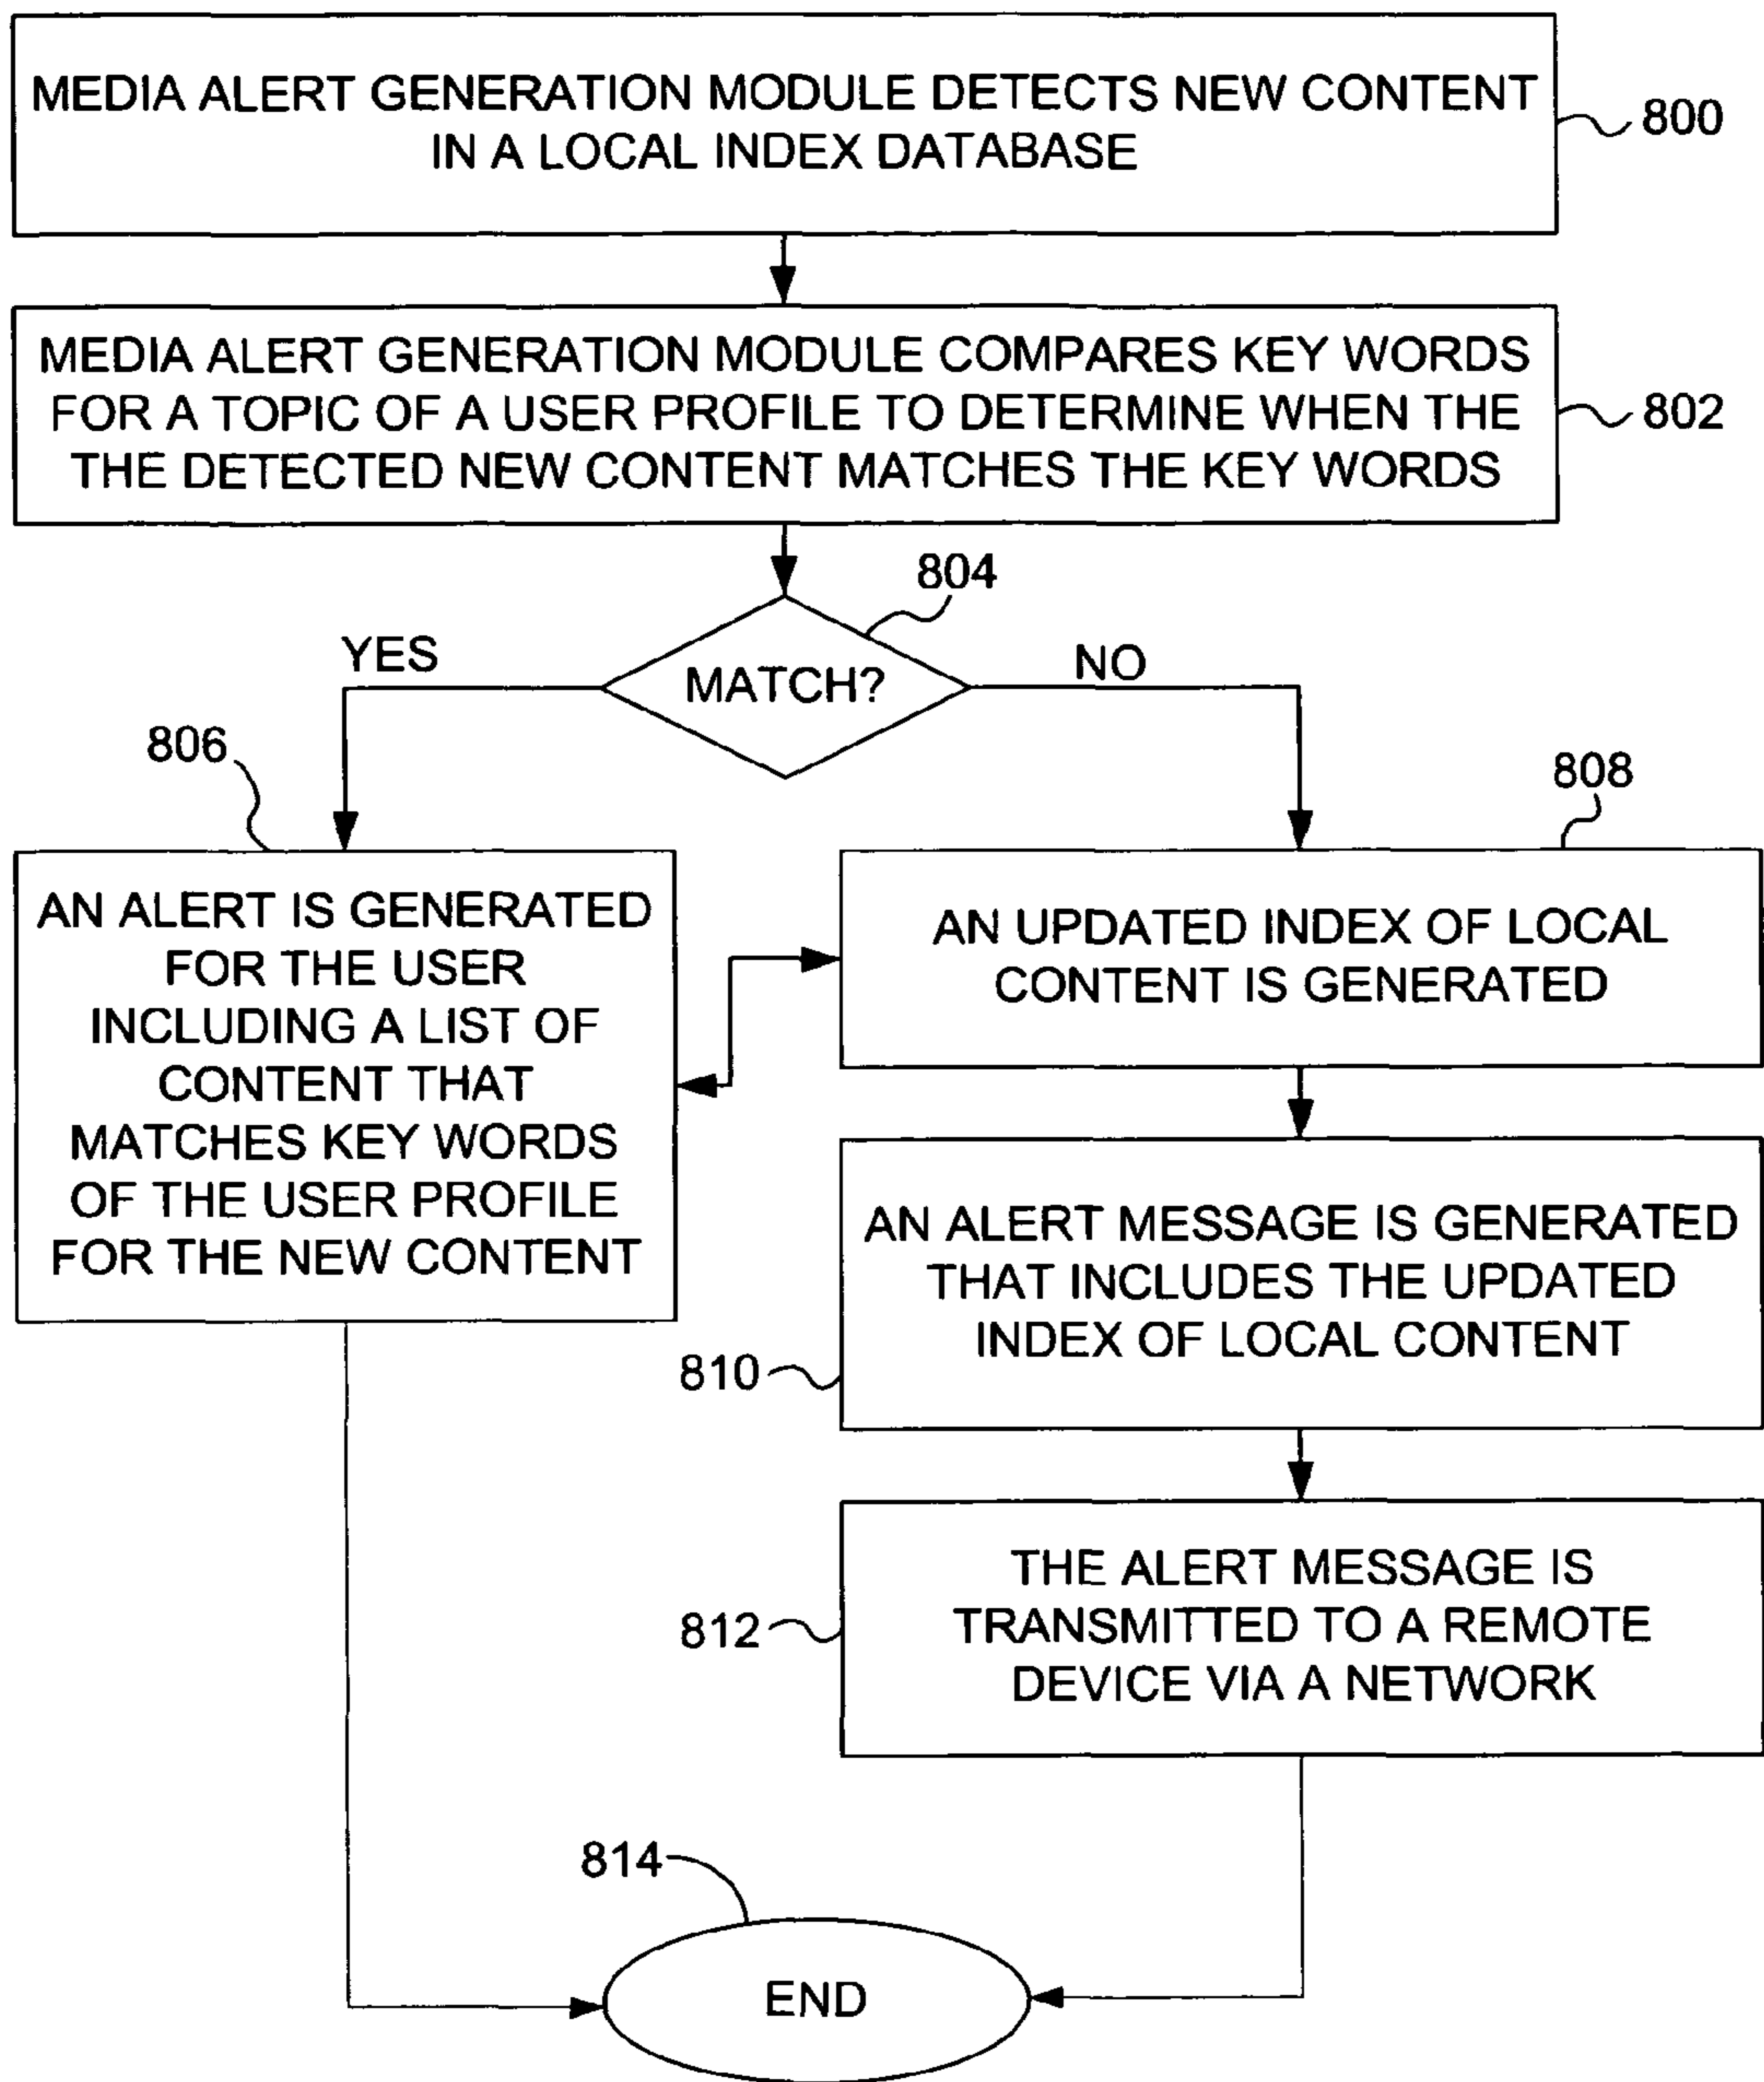 MEDIA ALERT GENERATION MODULE DETECTS NEW CONTENT
IN A LOCAL INDEX DATABASE
800
MEDIA ALERT GENERATION MODULE COMPARES KEY WORDS
FOR A TOPIC OF A USER PROFILE TO DETERMINE WHEN THE
THE DETECTED NEW CONTENT MATCHES THE KEY WORDS
802
804
MATCH?
YES
NO
806
AN ALERT IS GENERATED
FOR THE USER
INCLUDING A LIST OF
CONTENT THAT
MATCHES KEY WORDS
OF THE USER PROFILE
FOR THE NEW CONTENT
808
AN UPDATED INDEX OF LOCAL
CONTENT IS GENERATED
AN ALERT MESSAGE IS GENERATED
THAT INCLUDES THE UPDATED
INDEX OF LOCAL CONTENT
810
THE ALERT MESSAGE IS
TRANSMITTED TO A REMOTE
DEVICE VIA A NETWORK
812
814
END